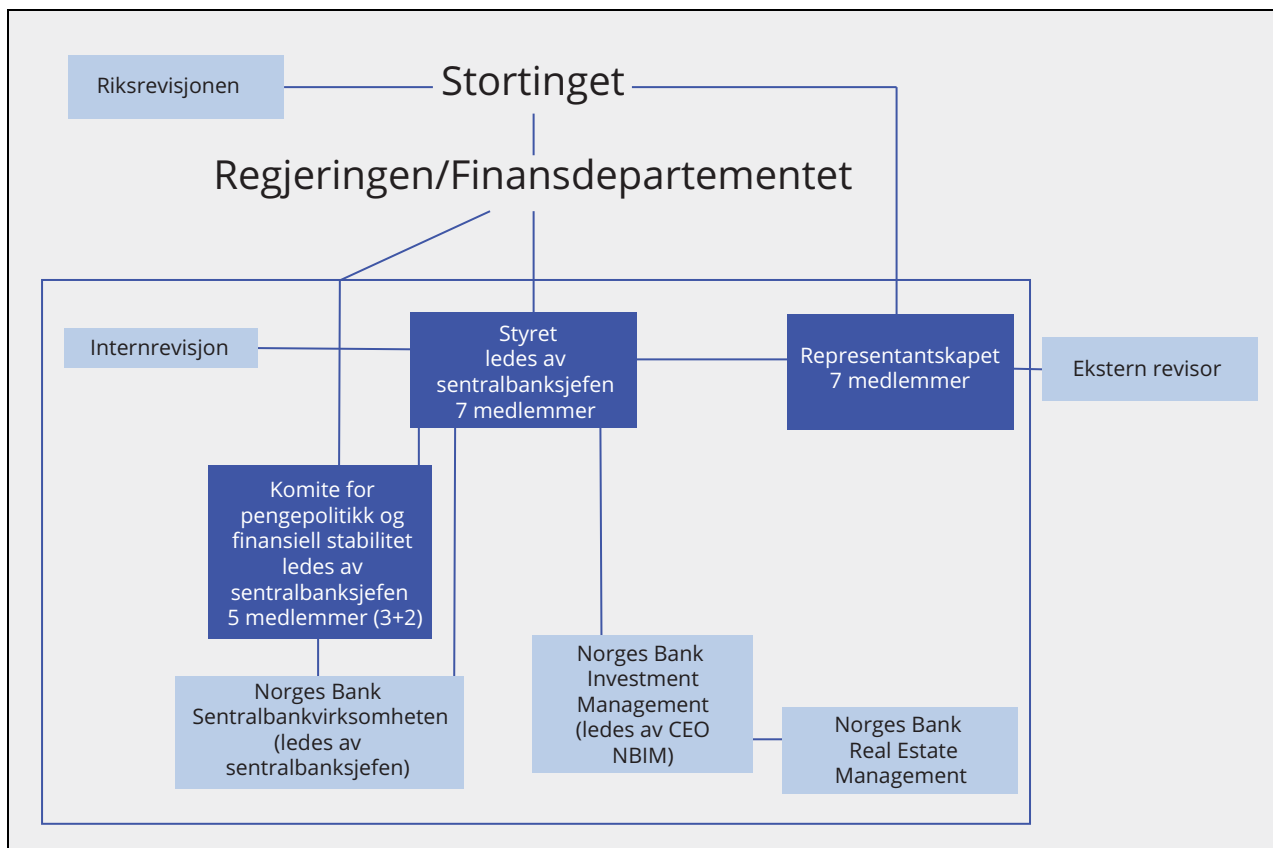 Riksrevisjonen
Stortinget
Regjeringen/Finansdepartementet
Internrevisjon
Styret
ledes av
sentralbanksjefen
7 medlemmer
Representantskapet
7 medlemmer
Ekstern revisor
Komite for
pengepolitikk og
finansiell stabilitet
ledes av
sentralbanksjefen
5 medlemmer (3+2)
Norges Bank
Sentralbankvirksomheten
(ledes av
sentralbanksjefen)
Norges Bank
Investment
Management
(ledes av CEO
NBIM)
Norges Bank
Real Estate
Management